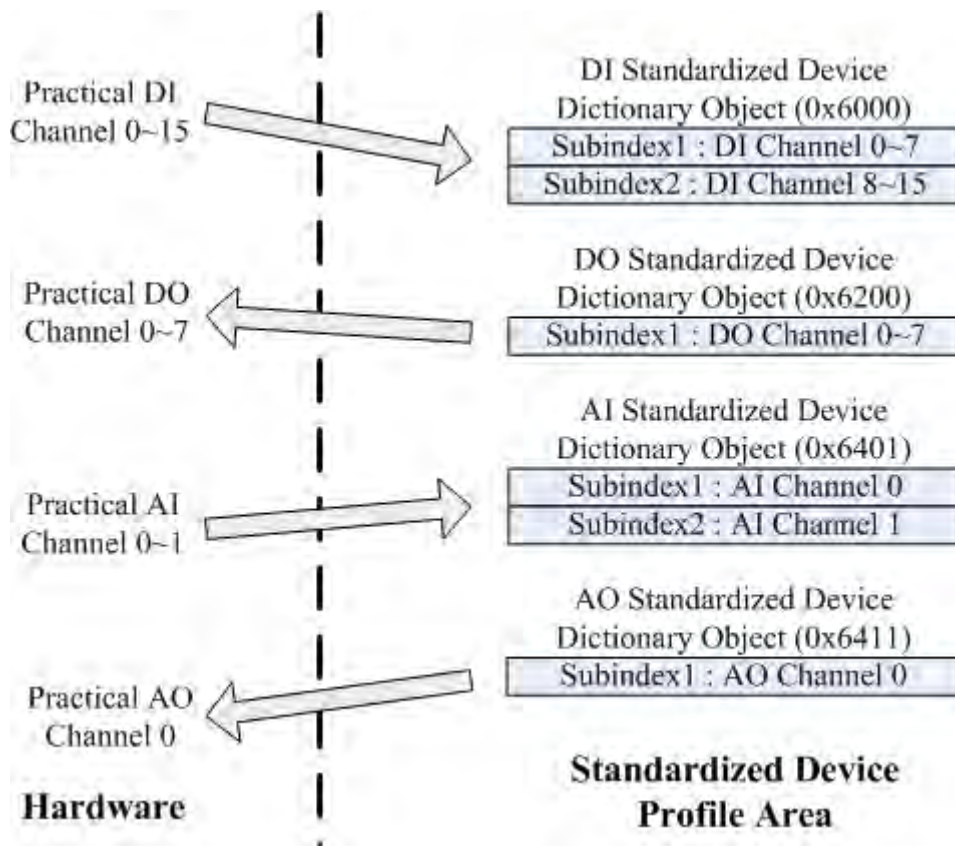 Practical DI
Channel 0~15
DI Standardized Device
Dictionary Object (0x6000)
Subindex1 : DI Channel 0~7
Subindex2 : DI Channel 8~15
Practical DO
Channel 0~7
DO Standardized Device
Dictionary Object (0x6200)
Subindex1 : DO Channel 0~7
Practical AI
Channel 0~1
AI Standardized Device
Dictionary Object (0x6401)
Subindex1 : AI Channel 0
Subindex2 : AI Channel 1
Practical AO
Channel 0
AO Standardized Device
Dictionary Object (0x6411)
Subindex1 : AO Channel 0
Hardware
Standardized Device
Profile Area